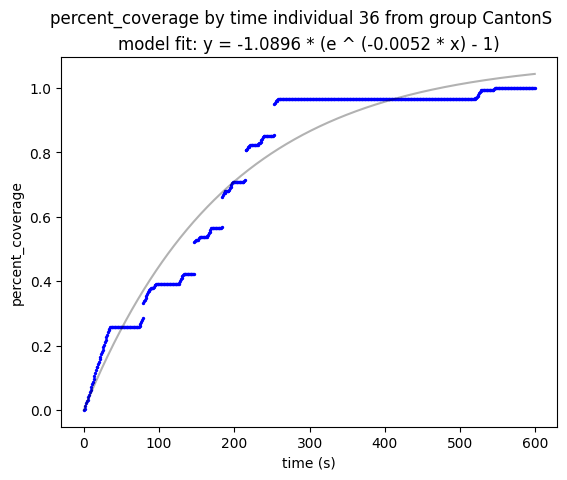 percent_coverage by time individual 36 from group CantonS
model fit: y = -1.0896 * (e ^ (-0.0052 * x) - 1)
1.0
0.8
0.6
0.4
0.2
0.0
percent_coverage
0 100 200 300 400 500 600
time (s)